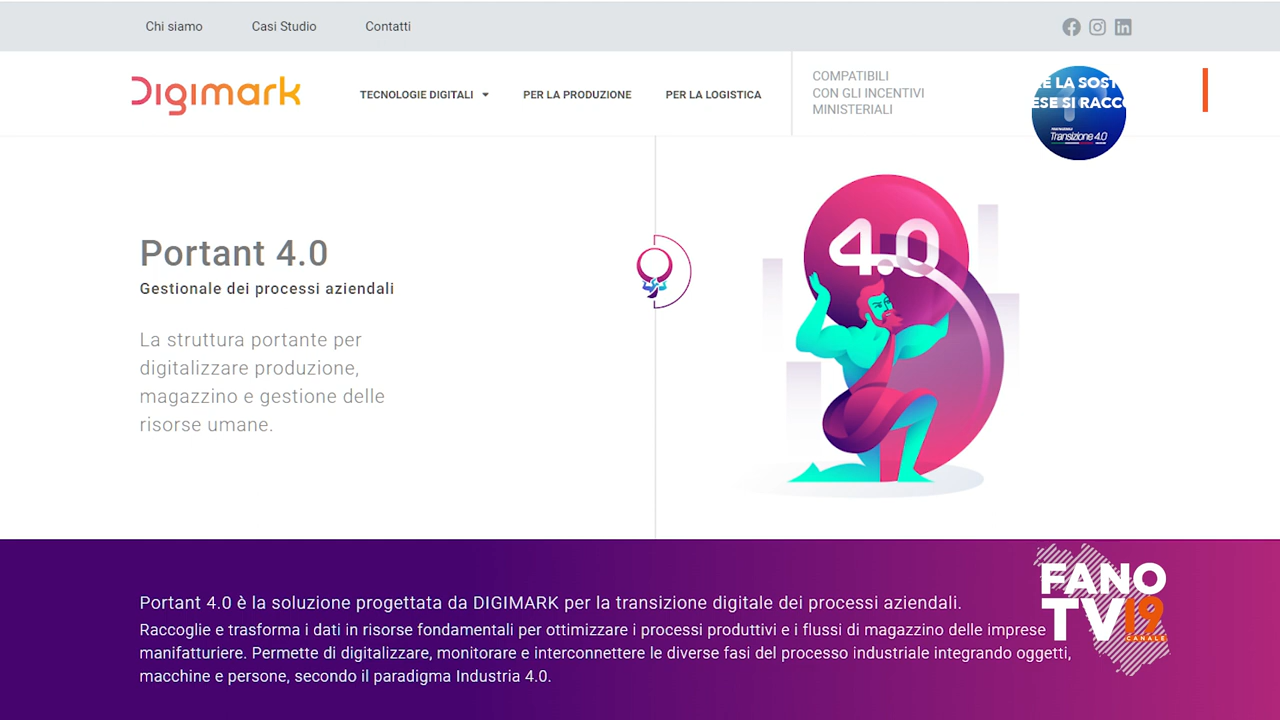 Chi siamo
Casi Studio
Contatti
Digimark
TECNOLOGIE DIGITALI
PER LA PRODUZIONE
PER LA LOGISTICA
COMPATIBILI
CON GLI INCENTIVI
MINISTERIALI
LA
SI
Transizione 4.0
Portant 4.0
Gestionale dei processi aziendali
La struttura portante per
digitalizzare produzione,
magazzino e gestione delle
risorse umane.
4.0
Portant 4.0 è la soluzione progettata da DIGIMARK per la transizione digitale dei processi aziendali.
Raccoglie e trasforma i dati in risorse fondamentali per ottimizzare i processi produttivi e i flussi di magazzino delle imprese
manifatturiere. Permette di digitalizzare, monitorare e interconnettere le diverse fasi del processo industriale integrando oggetti,
macchine e persone, secondo il paradigma Industria 4.0.
FANO
TV19
CANALE